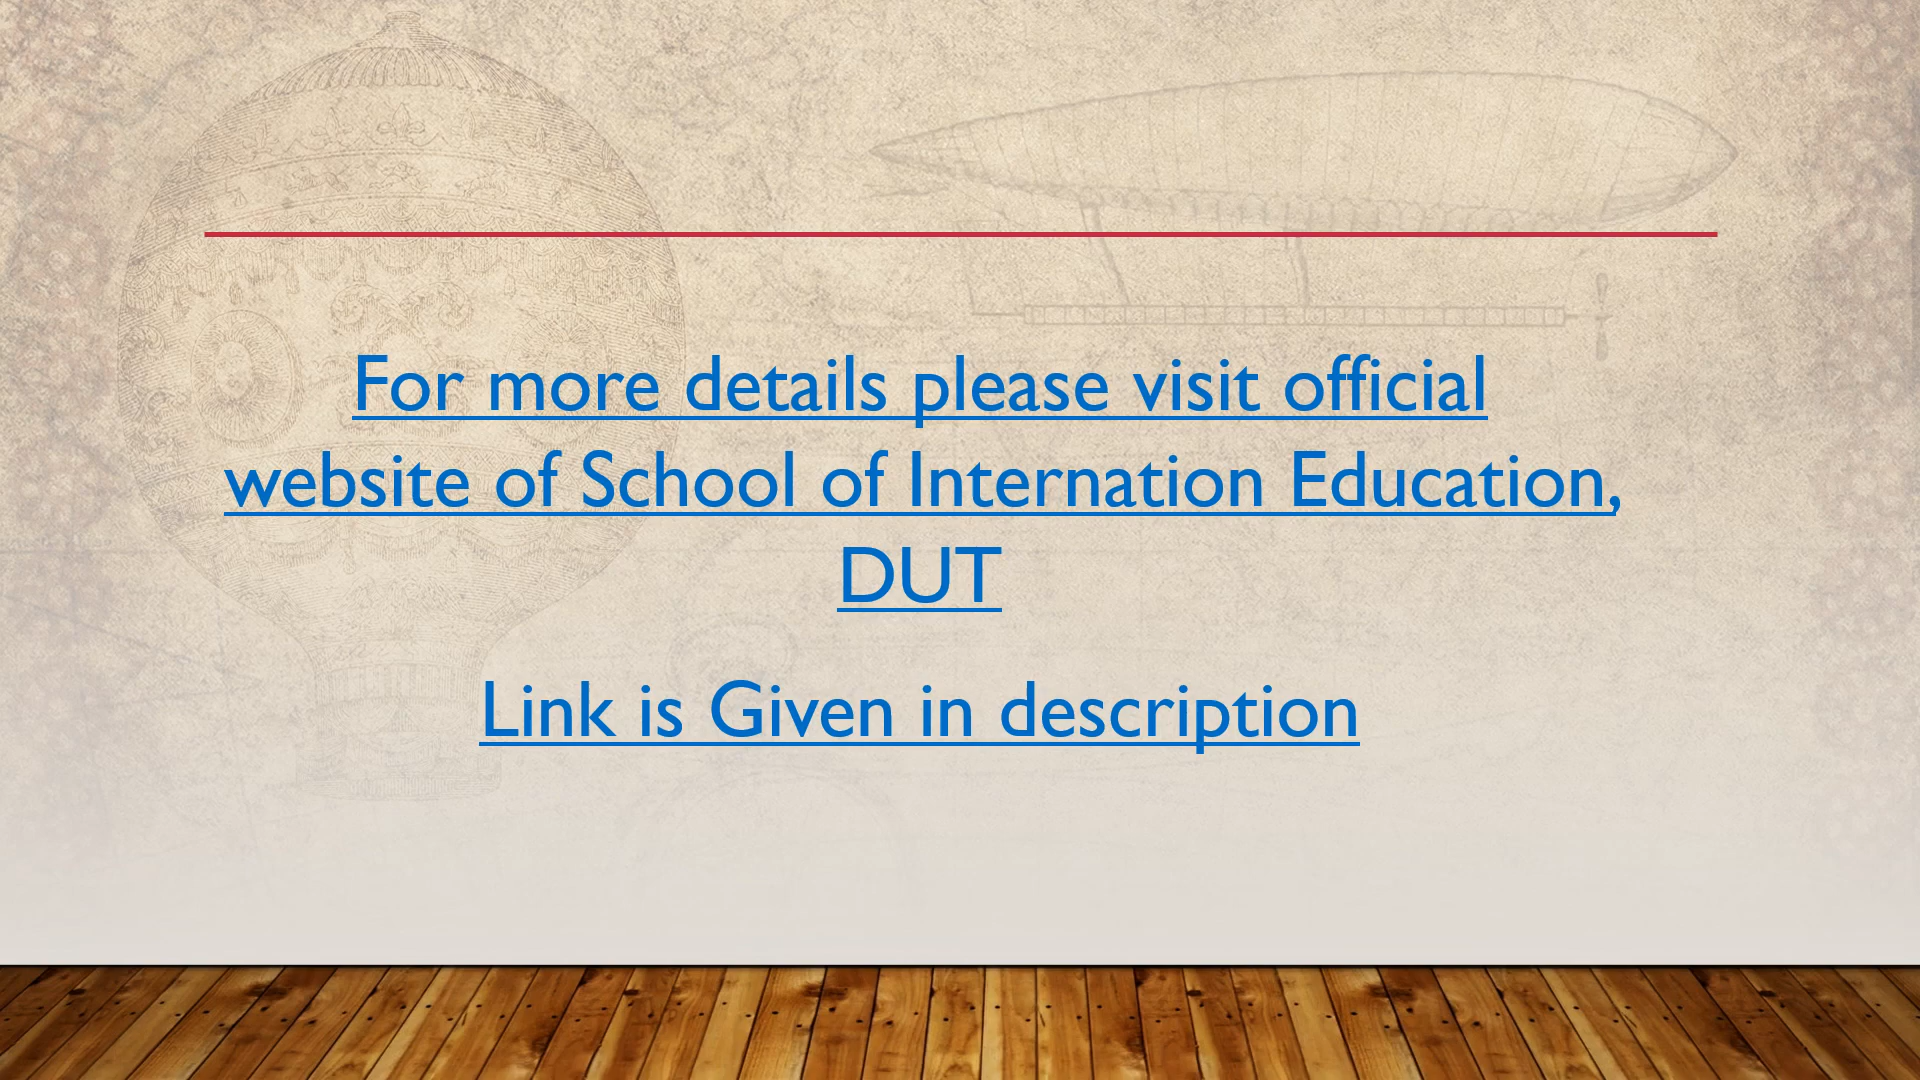 For more details please visit official
website of School of Internation Education,
DUT
Link is Given in description